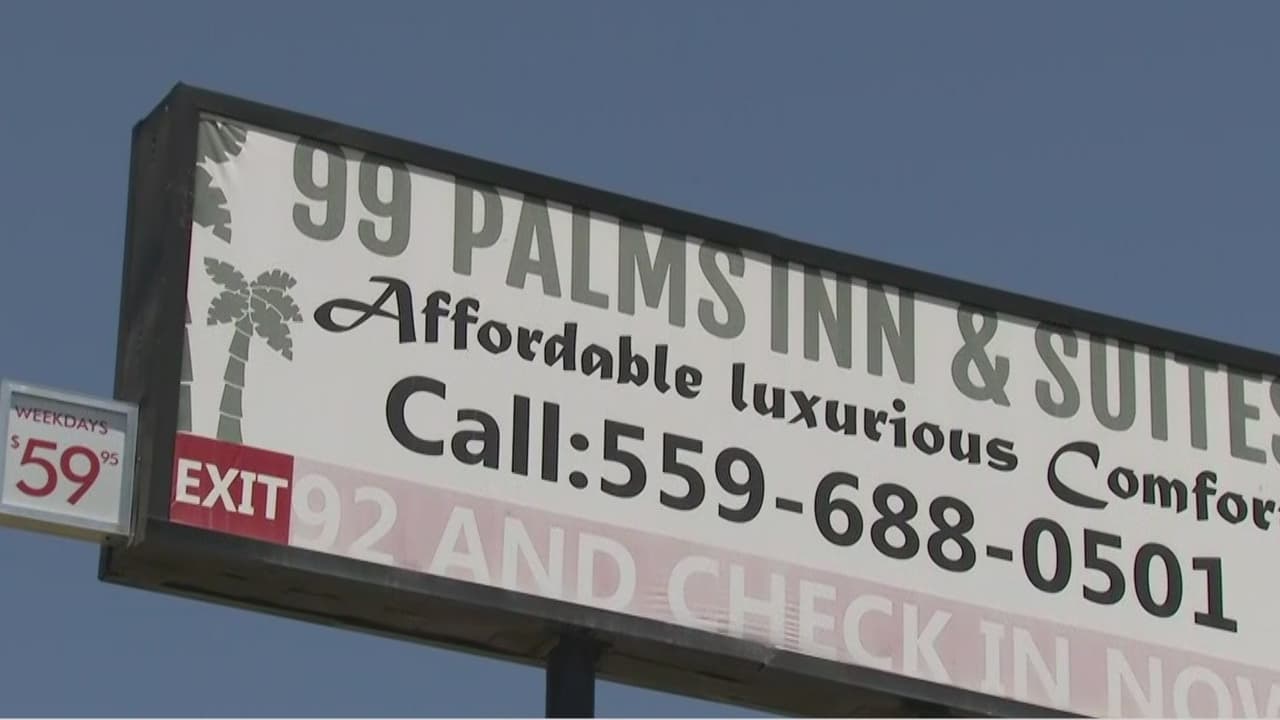 99 PALMS INN & SUITES
Affordable luxurious Comfort
Call:559-688-0501
EXIT 92 AND CHECK IN NOW
WEEKDAYS
$59.95